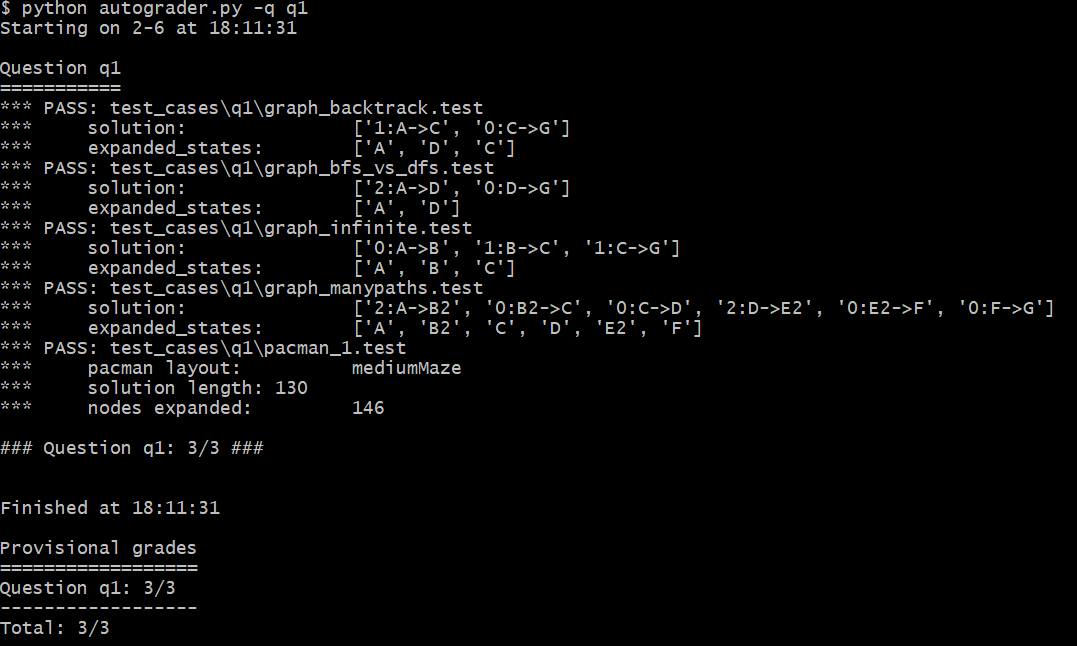 $ python autograder.py -q q1
Starting on 2-6 at 18:11:31

Question q1
===========
*** PASS: test_cases\q1\graph_backtrack.test
***     solution:               ['1:A->C', '0:C->G']
***     expanded_states:        ['A', 'D', 'C']
*** PASS: test_cases\q1\graph_bfs_vs_dfs.test
***     solution:               ['2:A->D', '0:D->G']
***     expanded_states:        ['A', 'D']
*** PASS: test_cases\q1\graph_infinite.test
***     solution:               ['0:A->B', '1:B->C', '1:C->G']
***     expanded_states:        ['A', 'B', 'C']
*** PASS: test_cases\q1\graph_manypaths.test
***     solution:               ['2:A->B2', '0:B2->C', '0:C->D', '2:D->E2', '0:E2->F', '0:F->G']
***     expanded_states:        ['A', 'B2', 'C', 'D', 'E2', 'F']
*** PASS: test_cases\q1\pacman_1.test
***     pacman layout:          mediumMaze
***     solution length: 130
***     nodes expanded:         146

### Question q1: 3/3 ###


Finished at 18:11:31

Provisional grades
==================
Question q1: 3/3
------------------
Total: 3/3